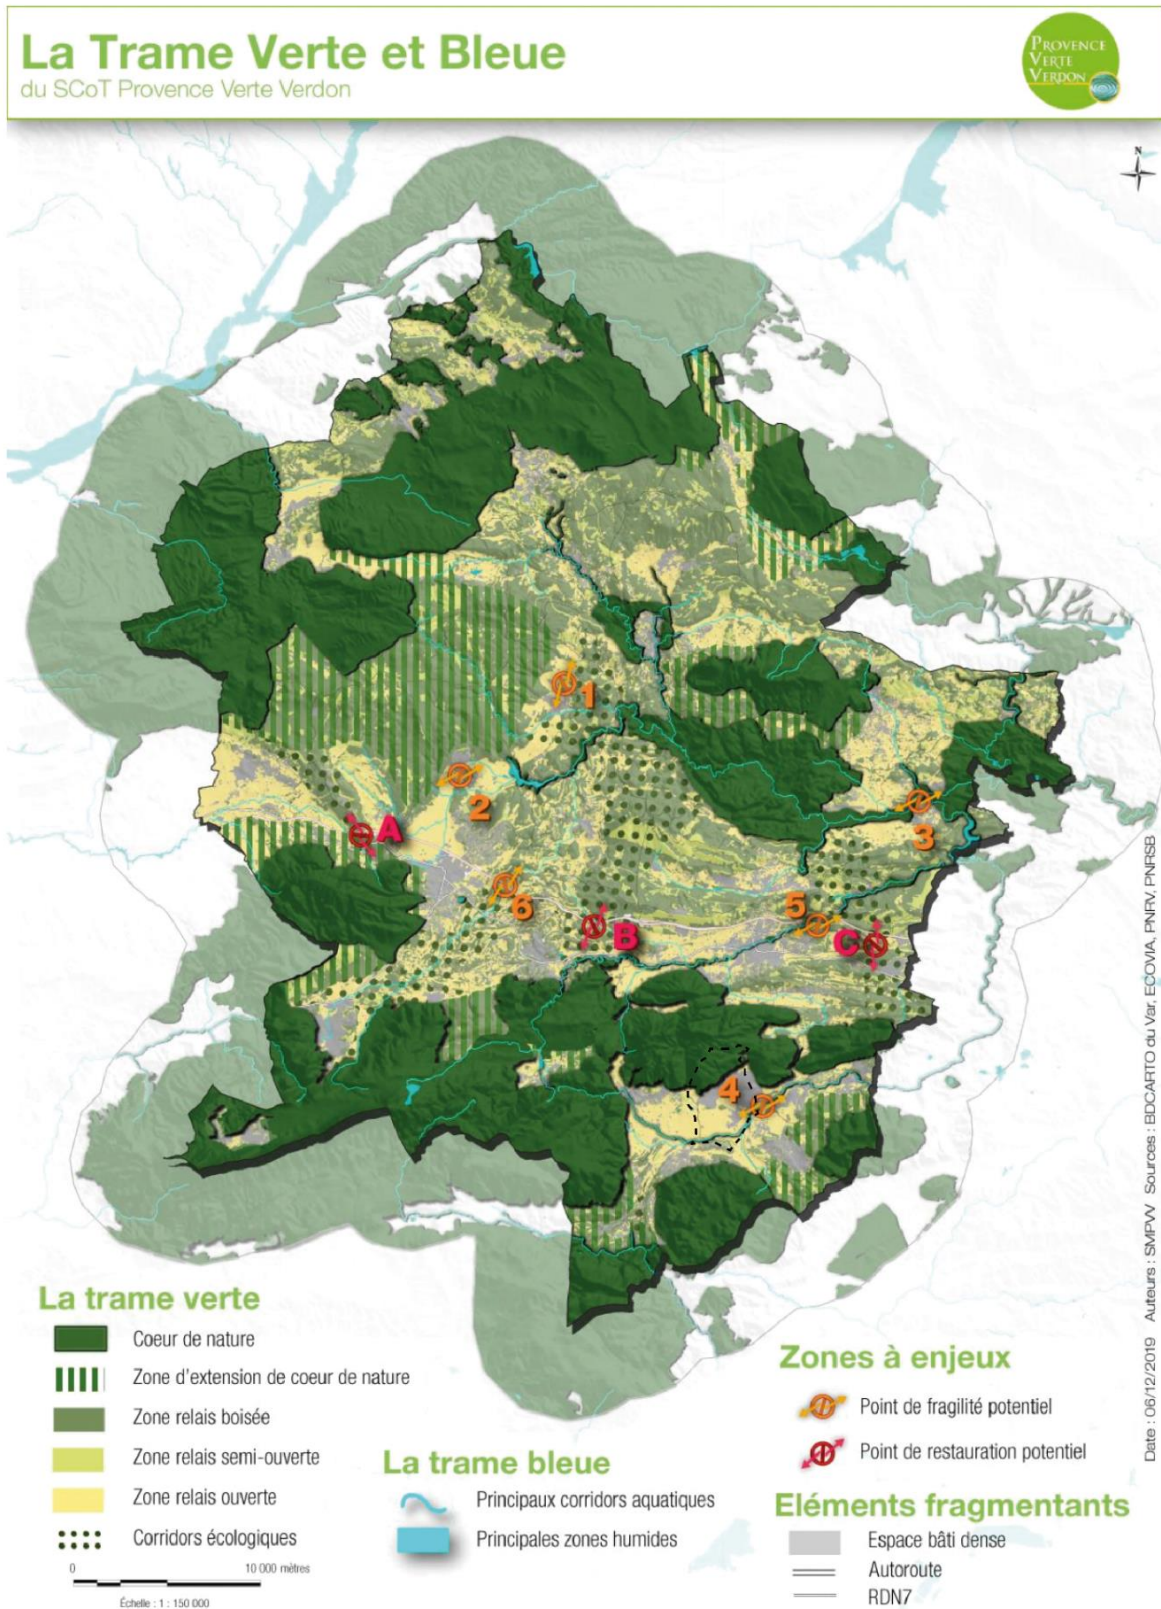 La Trame Verte et Bleue
du SCoT Provence Verte Verdon
PROVENCE
VERTE
VERDON
N
1
2
A
3
6
B
5
C
4
La trame verte
Coeur de nature
Zone d'extension de coeur de nature
Zone relais boisée
Zone relais semi-ouverte
Zone relais ouverte
Corridors écologiques
0 10 000 mètres
Échelle : 1 : 150 000
La trame bleue
Principaux corridors aquatiques
Principales zones humides
Zones à enjeux
Point de fragilité potentiel
Point de restauration potentiel
Eléments fragmentants
Espace bâti dense
Autoroute
RDN7
Date : 06/12/2019 Auteurs : SMPVV Sources : BDCARTO du Var, ECOVIA, PNRV, PNRSB